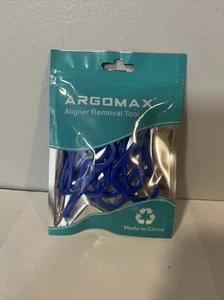 ARGOMAX®
Aligner Removal Tool
Made in China